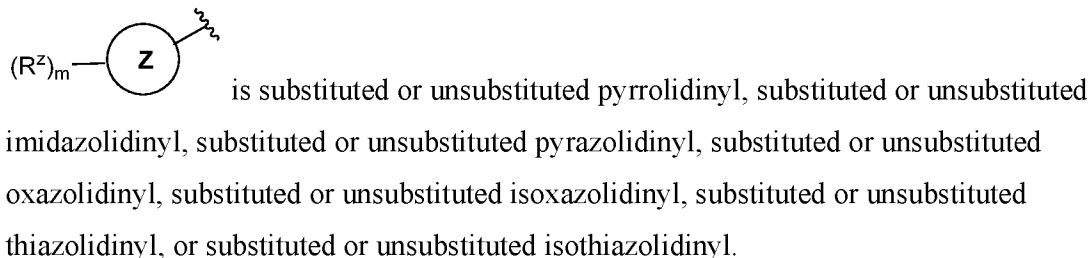 (Rᶻ)ₘ Z
is substituted or unsubstituted pyrrolidinyl, substituted or unsubstituted
imidazolidinyl, substituted or unsubstituted pyrazolidinyl, substituted or unsubstituted
oxazolidinyl, substituted or unsubstituted isoxazolidinyl, substituted or unsubstituted
thiazolidinyl, or substituted or unsubstituted isothiazolidinyl.